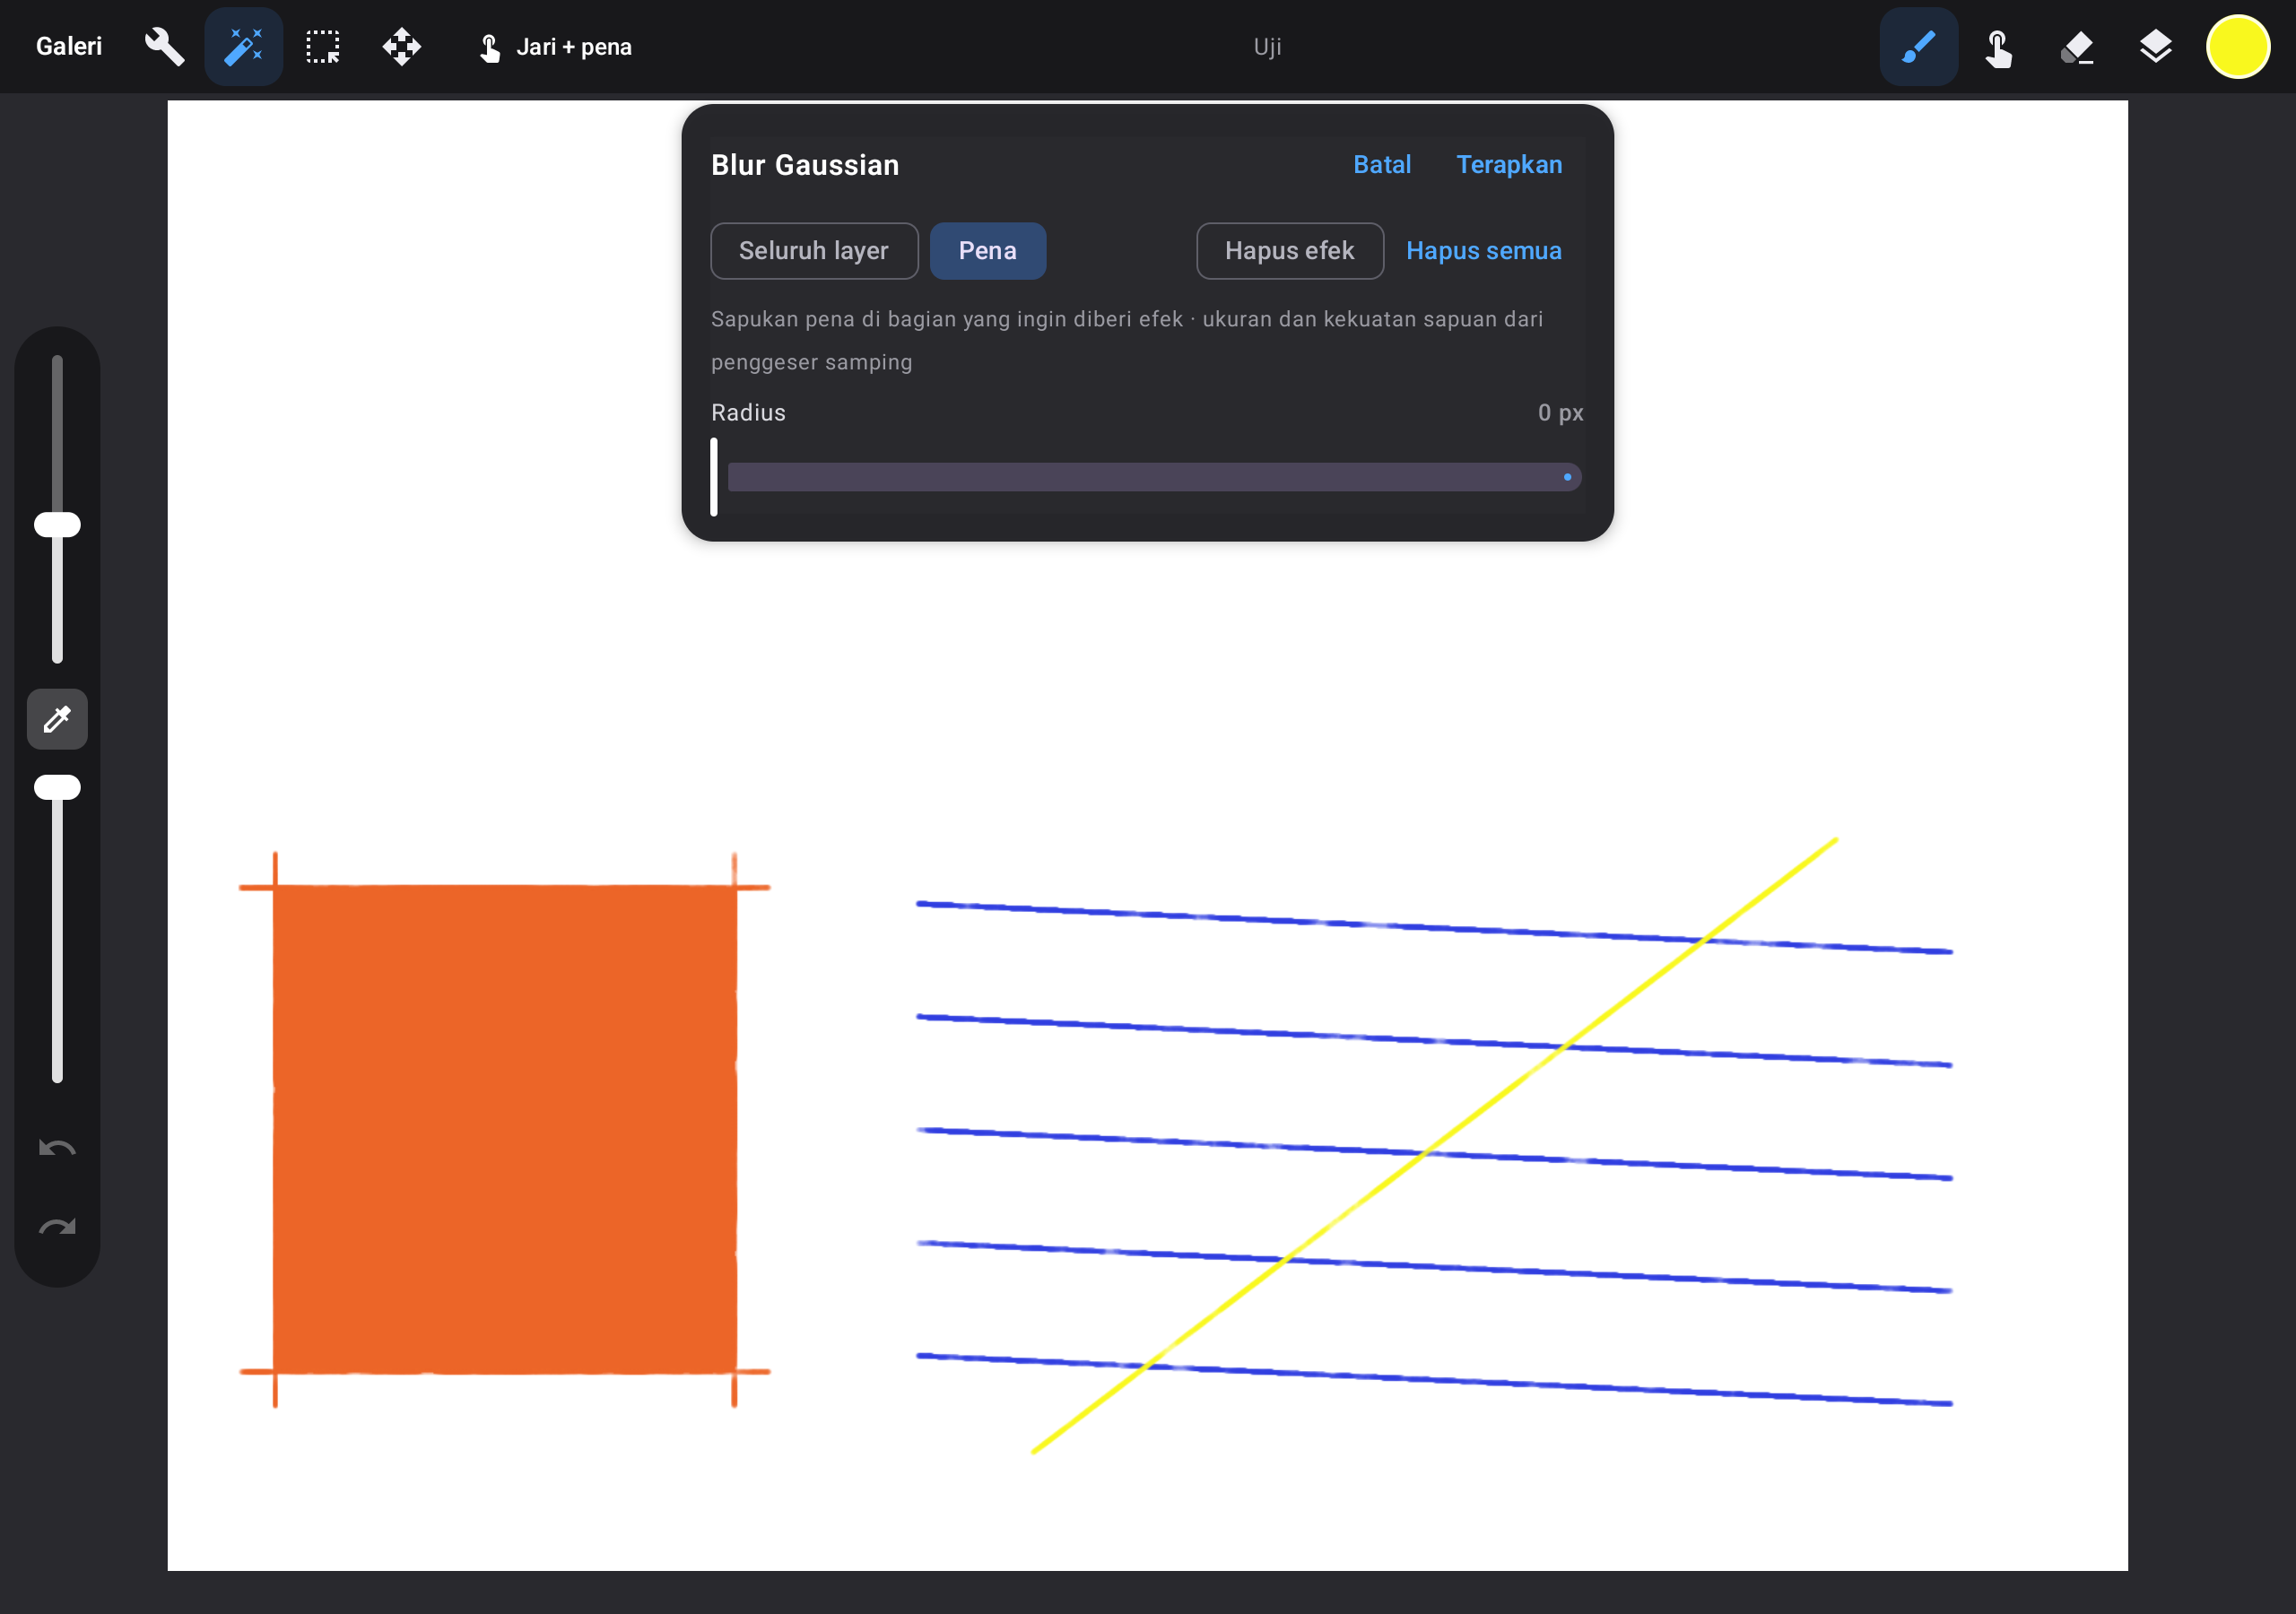 Galeri
Jari + pena
Uji
Blur Gaussian
Batal
Terapkan
Seluruh layer
Pena
Hapus efek
Hapus semua
Sapukan pena di bagian yang ingin diberi efek · ukuran dan kekuatan sapuan dari
penggeser samping
Radius
0 px